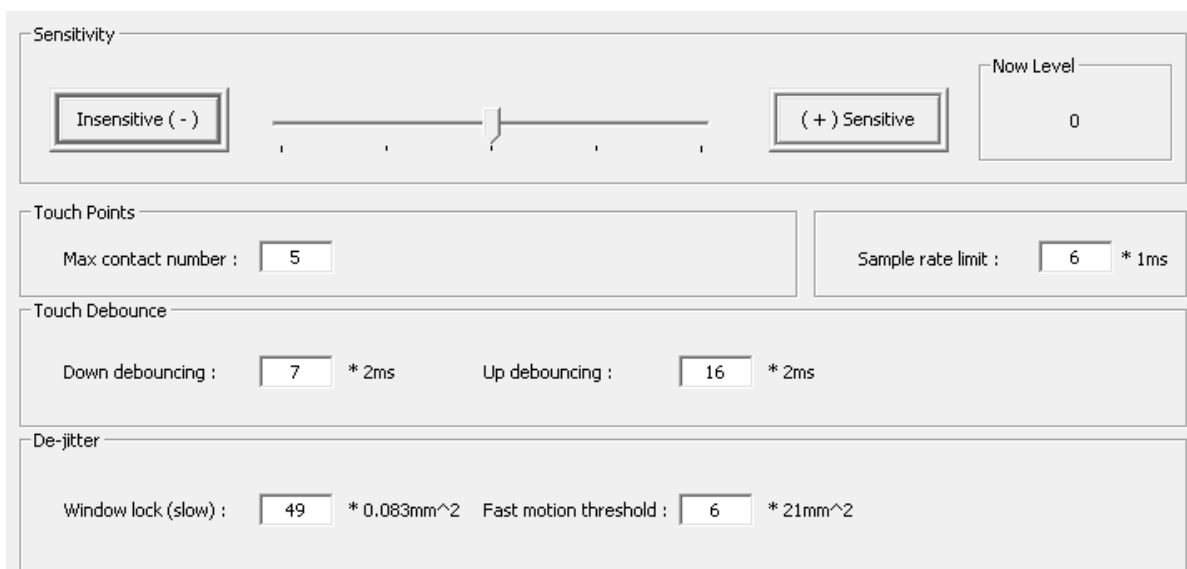 Sensitivity
Now Level
Insensitive ( - )
( + ) Sensitive
0
Touch Points
Max contact number :
5
Sample rate limit :
6
* 1ms
Touch Debounce
Down debouncing :
7
* 2ms
Up debouncing :
16
* 2ms
De-jitter
Window lock (slow) :
49
* 0.083mm^2
Fast motion threshold :
6
* 21mm^2